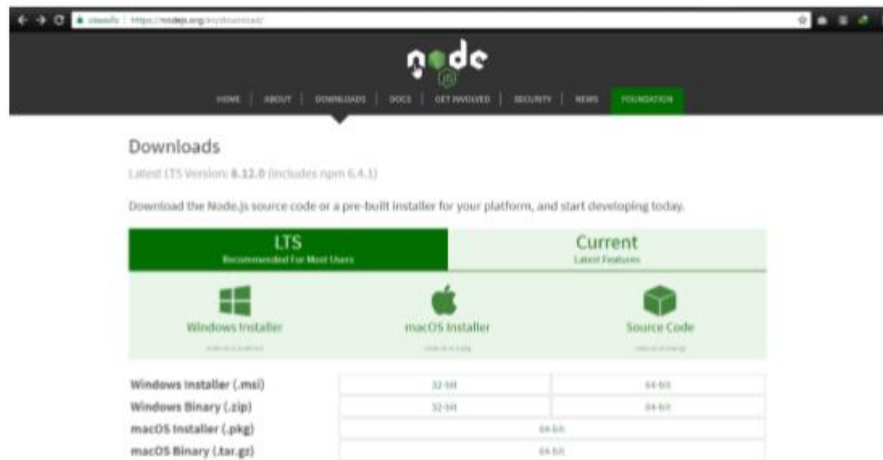 https://nodejs.org/en/download/
node
JS
HOME | ABOUT | DOWNLOADS | DOCS | GET INVOLVED | SECURITY | NEWS FOUNDATION
Downloads
Latest LTS Version: 8.12.0 (includes npm 6.4.1)
Download the Node.js source code or a pre-built installer for your platform, and start developing today.
LTS
Recommended For Most Users
Current
Latest Features
Windows Installer
macOS Installer
Source Code
Windows Installer (.msi) 32-bit 64-bit
Windows Binary (.zip) 32-bit 64-bit
macOS Installer (.pkg) 64-bit
macOS Binary (.tar.gz) 64-bit